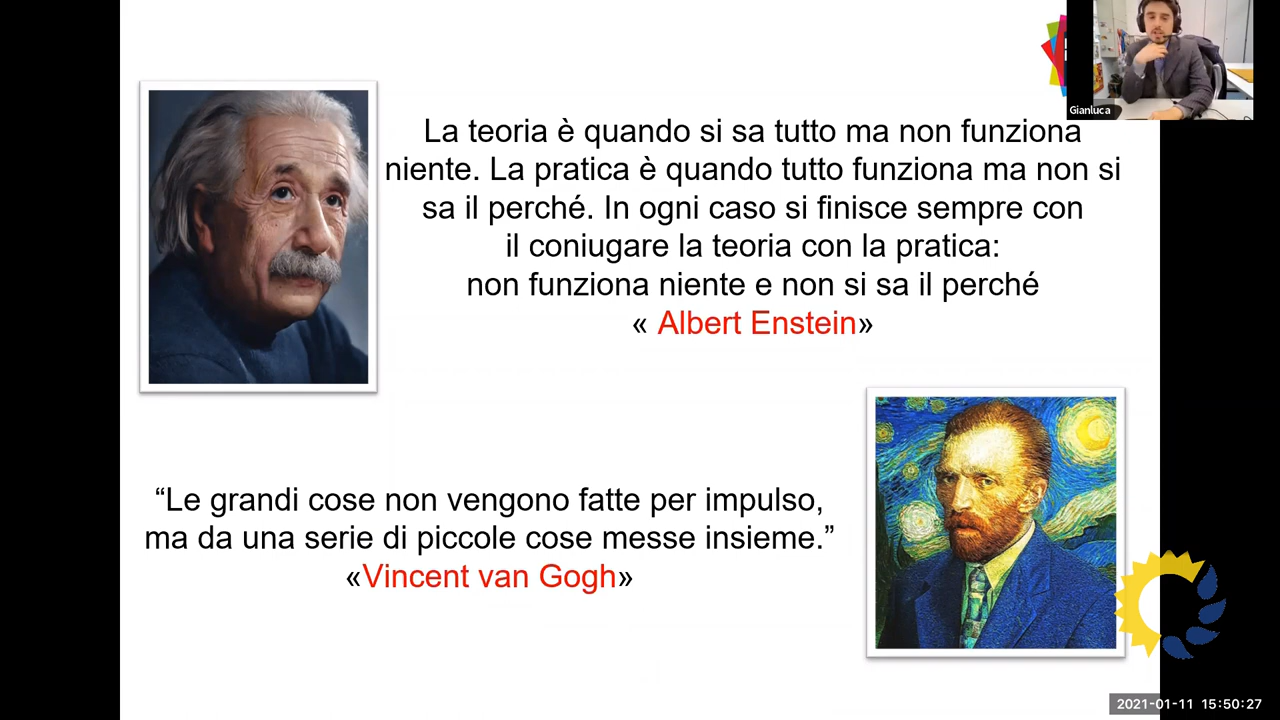 Gianluca
La teoria è quando si sa tutto ma non funziona
niente. La pratica è quando tutto funziona ma non si
sa il perché. In ogni caso si finisce sempre con
il coniugare la teoria con la pratica:
non funziona niente e non si sa il perché
« Albert Enstein»
“Le grandi cose non vengono fatte per impulso,
ma da una serie di piccole cose messe insieme.”
«Vincent van Gogh»
2021-01-11 15:50:27